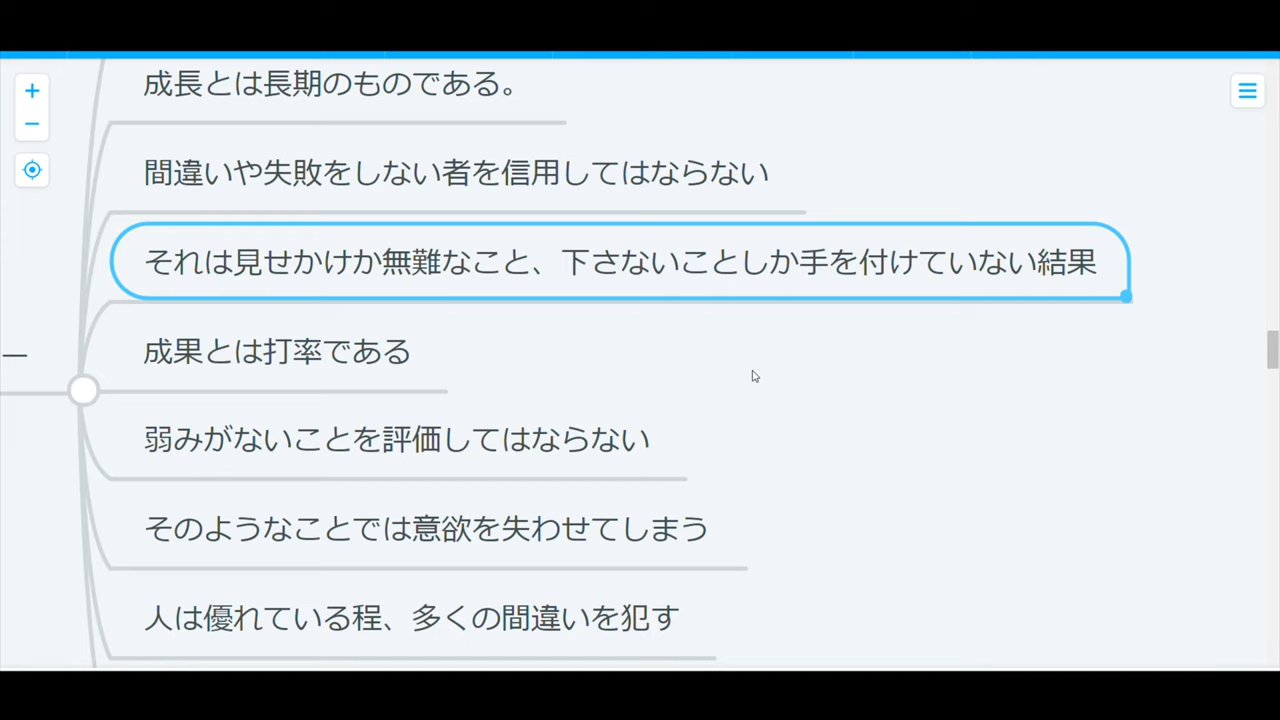 成長とは長期のものである。
間違いや失敗をしない者を信用してはならない
それは見せかけか無難なこと、下さないことしか手を付けていない結果
成果とは打率である
弱みがないことを評価してはならない
そのようなことでは意欲を失わせてしまう
人は優れている程、多くの間違いを犯す